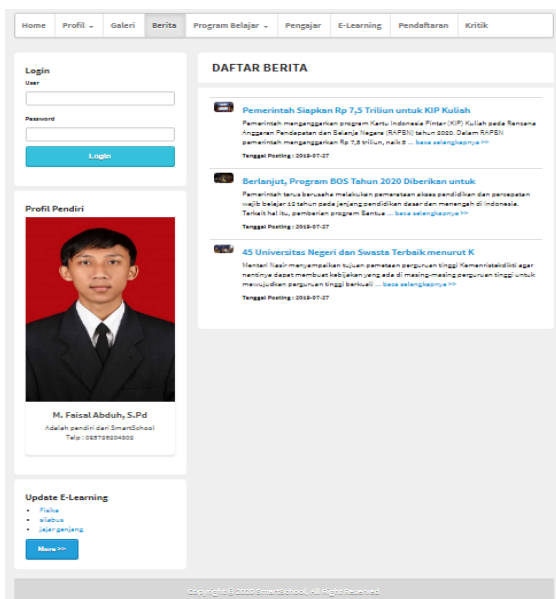 Home Profil Galeri Berita Program Belajar Pengajar E-Learning Pendaftaran Kritik
Login
User
Password
Login
Profil Pendiri
M. Faisal Abduh, S.Pd
Adalah pendiri dari SmartSchool
Telp :
Update E-Learning
Fisika
silabus
jajar genjang
More >>
DAFTAR BERITA
Pemerintah Siapkan Rp 7,5 Triliun untuk KIP Kuliah
Pemerintah menganggarkan program Kartu Indonesia Pintar (KIP) Kuliah pada Rencana
Anggaran Pendapatan dan Belanja Negara (RAPBN) tahun 2020. Dalam RAPBN
pemerintah menganggarkan Rp 7,5 triliun, naik 8 ... baca selengkapnya >>
Tanggal Posting : 2018-07-27
Berlanjut, Program BOS Tahun 2020 Diberikan untuk
Pemerintah terus berusaha melakukan pemerataan akses pendidikan dan percepatan
wajib belajar 12 tahun pada jenjang pendidikan dasar dan menengah di Indonesia.
Terkait hal itu, pemberian program Bantua ... baca selengkapnya >>
Tanggal Posting : 2018-07-27
45 Universitas Negeri dan Swasta Terbaik menurut K
Menteri Nasir menyampaikan tujuan pemetaan perguruan tinggi Kemenristekdikti agar
nantinya dapat membuat kebijakan yang ada di masing-masing perguruan tinggi untuk
mewujudkan perguruan tinggi berkuali ... baca selengkapnya >>
Tanggal Posting : 2018-07-27
Copyright © 2020 SmartSchool, All Right Reserved